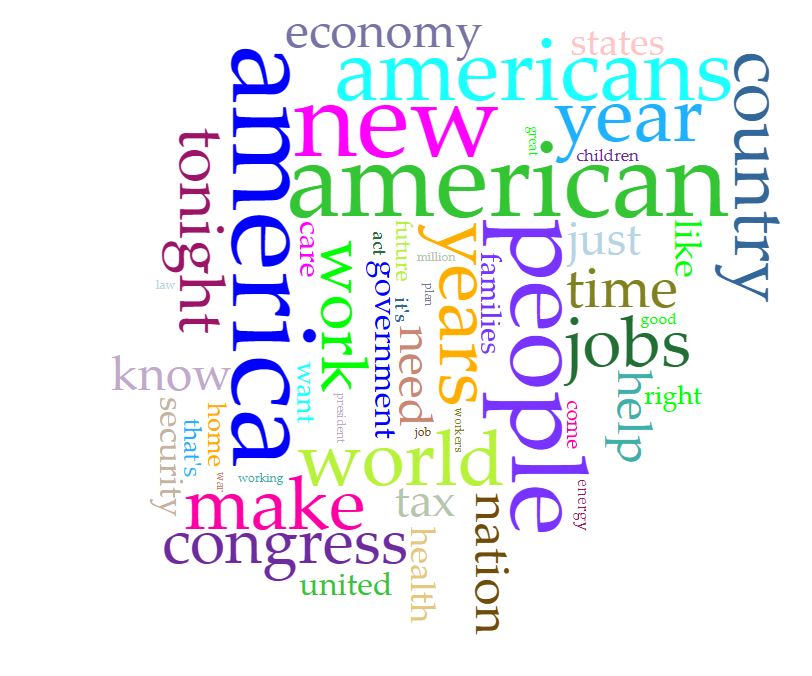 economy
states
americans
country
new
year
america
great
tonight
children
american
care
years
people
just
like
future
act
work
million
families
government
law
plan
time
it's
jobs
good
need
know
want
help
right
president
security
home
that's
come
workers
job
world
war
working
energy
make
tax
nation
congress
health
united